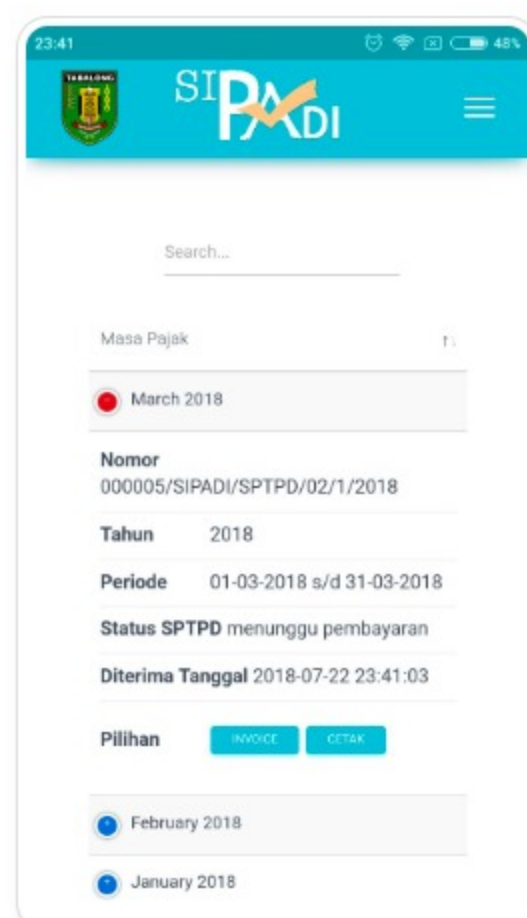 23:41
48%
TABALONG
SIPADI
Search...
Masa Pajak
March 2018
Nomor
000005/SIPADI/SPTPD/02/1/2018
Tahun 2018
Periode 01-03-2018 s/d 31-03-2018
Status SPTPD menunggu pembayaran
Diterima Tanggal 2018-07-22 23:41:03
Pilihan INVOICE CETAK
February 2018
January 2018